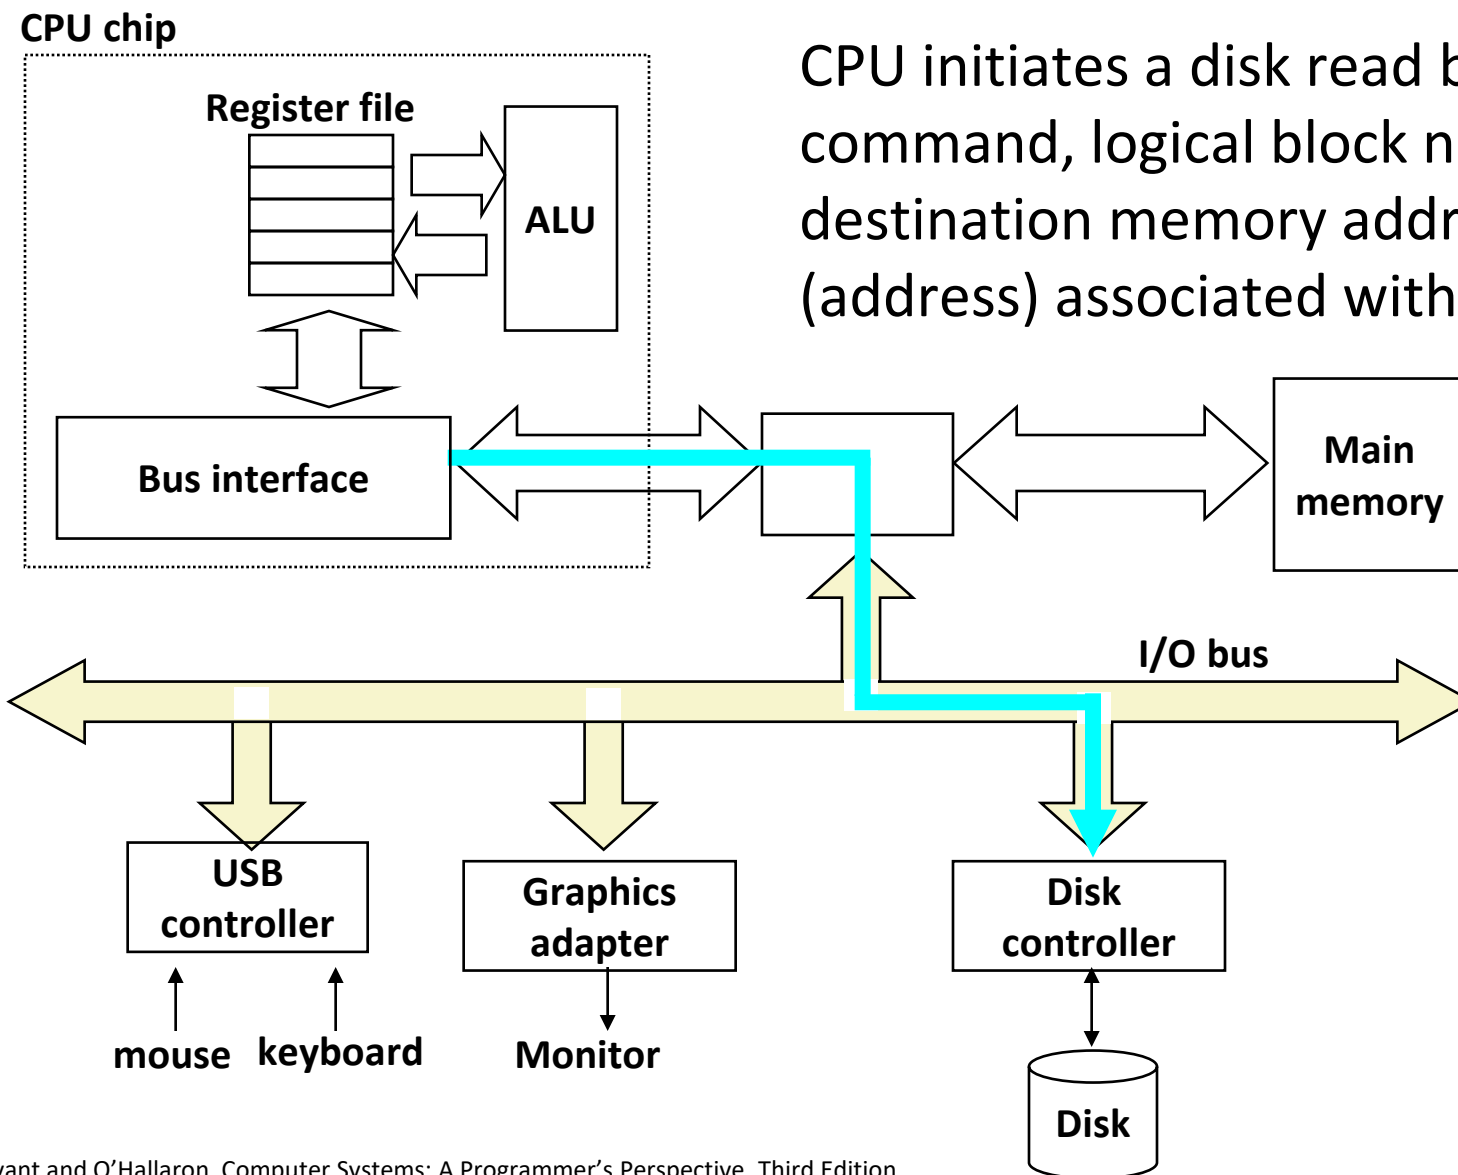 CPU chip
CPU initiates a disk read
command, logical block
destination memory
(address) associated with
Register file
ALU
Bus interface
Main
memory
I/O bus
USB
controller
Graphics
adapter
Disk
controller
mouse
keyboard
Monitor
Disk
and O'Hallaron, Computer Systems: A Programmer's Perspective, Third Edition